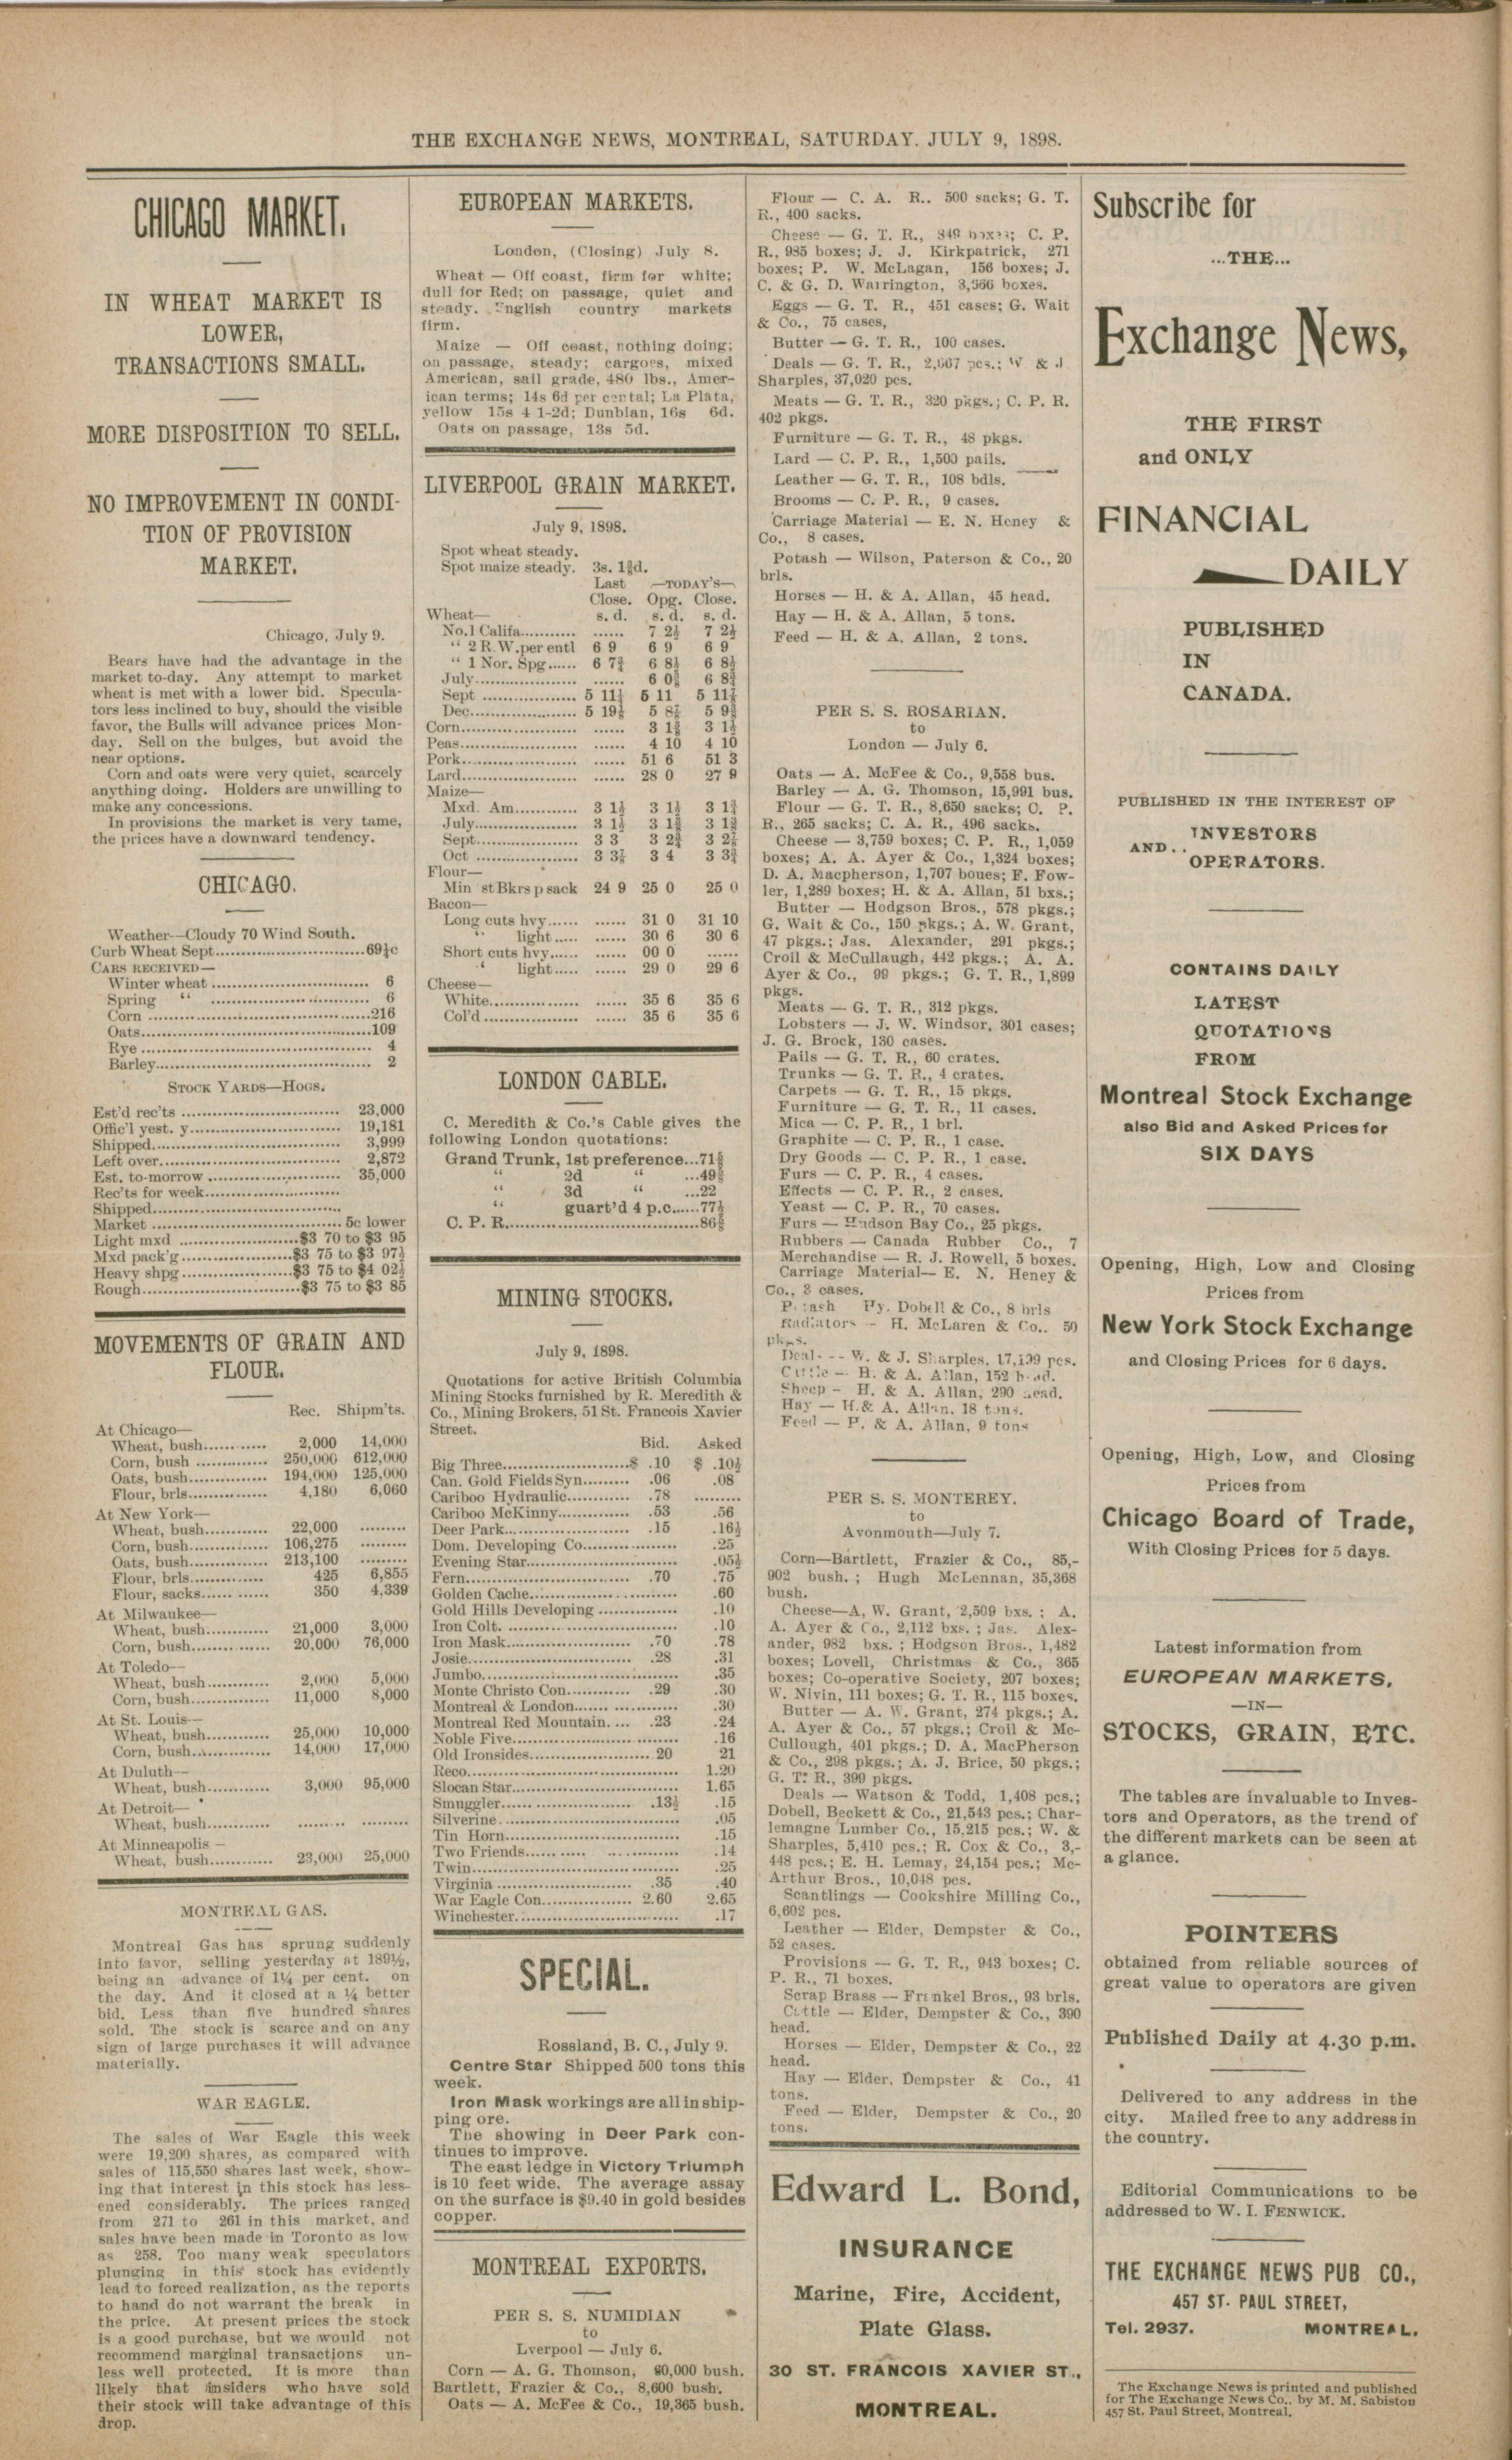 THE EXCHANGE NEWS, MONTREAL, SATURDAY. JULY 9, 1898.
CHICAGO MARKET.
IN WHEAT MARKET IS
LOWER,
TRANSACTIONS SMALL.
MORE DISPOSITION TO SELL.
NO IMPROVEMENT IN CONDI-
TION OF PROVISION
MARKET.
Chicago, July 9.
Bears have had the advantage in the
market to-day. Any attempt to market
wheat is met with a lower bid. Specula-
tors less inclined to buy, should the visible
favor, the Bulls will advance prices Mon-
day. Sell on the bulges, but avoid the
near options.
Corn and oats were very quiet, scarcely
anything doing. Holders are unwilling to
make any concessions.
In provisions the market is very tame,
the prices have a downward tendency.
CHICAGO.
Weather—Cloudy 70 Wind South.
Curb Wheat Sept............69½c
CARS RECEIVED—
Winter wheat............ 6
Spring " ............ 6
Corn ............216
Oats............109
Rye ............ 4
Barley............ 2
STOCK YARDS—HOGS.
Est'd rec'ts ............ 23,000
Offic'l yest. y............ 19,181
Shipped............ 3,999
Left over............ 2,872
Est. to-morrow ............ 35,000
Rec'ts for week............
Shipped............
Market ............ 5c lower
Light mxd ............$3 70 to $3 95
Mxd pack'g............$3 75 to $3 97½
Heavy shpg............$3 75 to $4 02½
Rough............$3 75 to $3 85
MOVEMENTS OF GRAIN AND
FLOUR.
Rec. Shipm'ts.
At Chicago—
Wheat, bush............ 2,000 14,000
Corn, bush ............ 250,000 612,000
Oats, bush............ 194,000 125,000
Flour, brls............ 4,180 6,060
At New York—
Wheat, bush............ 22,000 .........
Corn, bush............ 106,275 .........
Oats, bush............ 213,100 .........
Flour, brls............ 425 6,855
Flour, sacks............ 350 4,339
At Milwaukee—
Wheat, bush............ 21,000 3,000
Corn, bush............ 20,000 76,000
At Toledo—
Wheat, bush............ 2,000 5,000
Corn, bush............ 11,000 8,000
At St. Louis—
Wheat, bush............ 25,000 10,000
Corn, bush............ 14,000 17,000
At Duluth—
Wheat, bush............ 3,000 95,000
At Detroit—
Wheat, bush............ ......... .........
At Minneapolis —
Wheat, bush............ 23,000 25,000
MONTREAL GAS.
Montreal Gas has sprung suddenly
into favor, selling yesterday at 189½,
being an advance of 1¼ per cent. on
the day. And it closed at a ¼ better
bid. Less than five hundred shares
sold. The stock is scarce and on any
sign of large purchases it will advance
materially.
WAR EAGLE.
The sales of War Eagle this week
were 19,200 shares, as compared with
sales of 115,550 shares last week, show-
ing that interest in this stock has less-
ened considerably. The prices ranged
from 271 to 261 in this market, and
sales have been made in Toronto as low
as 258. Too many weak speculators
plunging in this stock has evidently
lead to forced realization, as the reports
to hand do not warrant the break in
the price. At present prices the stock
is a good purchase, but we would not
recommend marginal transactions un-
less well protected. It is more than
likely that insiders who have sold
their stock will take advantage of this
drop.
EUROPEAN MARKETS.
London, (Closing) July 8.
Wheat — Off coast, firm for white;
dull for Red; on passage, quiet and
steady. English country markets
firm.
Maize — Off coast, nothing doing;
on passage, steady; cargoes, mixed
American, sail grade, 480 lbs., Amer-
ican terms; 14s 6d per cental; La Plata,
yellow 15s 4 1-2d; Dunbian, 16s 6d.
Oats on passage, 13s 5d.
LIVERPOOL GRAIN MARKET.
July 9, 1898.
Spot wheat steady.
Spot maize steady. 3s.
Last —TODAY'S—
Close. Opg. Close.
Wheat— s. d. s. d. s. d.
No.1 Califa............ ...... 7 2½ 7 2½
" 2 R.W.per cntl 6 9 6 9 6 9
" 1 Nor. Spg...... 6 7¾ 6 8½ 6 8½
July............ ......
Sept ............ 5 11
Dec............
Corn............ ......
Peas............ ...... 4 10 4 10
Pork............ ...... 51 6 51 3
Lard............ ...... 28 0 27 9
Maize—
Mxd. Am............
July............
Sept............ 3 3
Oct ............ 3 4
Flour—
Min st Bkrs p sack 24 9 25 0 25 0
Bacon—
Long cuts hvy...... ...... 31 0 31 10
" light..... ...... 30 6 30 6
Short cuts hvy...... ...... 00 0 ......
" light..... ...... 29 0 29 6
Cheese—
White............ ...... 35 6 35 6
Col'd............ ...... 35 6 35 6
LONDON CABLE.
C. Meredith & Co.'s Cable gives the
following London quotations:
Grand Trunk, 1st preference...71
" 2d " ...49
" 3d " ...22
" guart'd 4 p.c......77½
C. P. R............86
MINING STOCKS.
July 9, 1898.
Quotations for active British Columbia
Mining Stocks furnished by R. Meredith &
Co., Mining Brokers, 51 St. Francois Xavier
Street.
Bid. Asked
Big Three............$ .10 $ .10½
Can. Gold Fields Syn......... .06 .08
Cariboo Hydraulic............ .78 .........
Cariboo McKinny............ .53 .56
Deer Park............ .15 .16½
Dom. Developing Co............ .25
Evening Star............ .05½
Fern............ .70 .75
Golden Cache............ .60
Gold Hills Developing ............ .10
Iron Colt. ............ .10
Iron Mask............ .70 .78
Josie............ .28 .31
Jumbo............ .35
Monte Christo Con............ .29 .30
Montreal & London............ .30
Montreal Red Mountain. ... .23 .24
Noble Five............ .16
Old Ironsides............ 20 21
Reco............ 1.20
Slocan Star............ 1.65
Smuggler............ .13½ .15
Silverine............ .05
Tin Horn............ .15
Two Friends............ .14
Twin............ .25
Virginia ............ .35 .40
War Eagle Con............ 2.60 2.65
Winchester............ .17
SPECIAL.
Rossland, B. C., July 9.
Centre Star Shipped 500 tons this
week.
Iron Mask workings are all in ship-
ping ore.
The showing in Deer Park con-
tinues to improve.
The east ledge in Victory Triumph
is 10 feet wide. The average assay
on the surface is $9.40 in gold besides
copper.
MONTREAL EXPORTS.
PER S. S. NUMIDIAN
to
Lverpool — July 6.
Corn — A. G. Thomson, 60,000 bush.
Bartlett, Frazier & Co., 8,600 bush.
Oats — A. McFee & Co., 19,365 bush.
Flour — C. A. R.. 500 sacks; G. T.
R., 400 sacks.
Cheese — G. T. R., 849 boxes; C. P.
R., 935 boxes; J. J. Kirkpatrick, 271
boxes; P. W. McLagan, 156 boxes; J.
C. & G. D. Warrington, 3,566 boxes.
Eggs — G. T. R., 451 cases; G. Wait
& Co., 75 cases,
Butter — G. T. R., 100 cases.
Deals — G. T. R., 2,667 pcs.; W. & J.
Sharples, 37,020 pcs.
Meats — G. T. R., 320 pkgs.; C. P. R.
402 pkgs.
Furniture — G. T. R., 48 pkgs.
Lard — C. P. R., 1,500 pails.
Leather — G. T. R., 108 bdls.
Brooms — C. P. R., 9 cases.
Carriage Material — E. N. Heney &
Co., 8 cases.
Potash — Wilson, Paterson & Co., 20
brls.
Horses — H. & A. Allan, 45 head.
Hay — H. & A. Allan, 5 tons.
Feed — H. & A. Allan, 2 tons.
PER S. S. ROSARIAN.
to
London — July 6.
Oats — A. McFee & Co., 9,558 bus.
Barley — A. G. Thomson, 15,991 bus.
Flour — G. T. R., 8,650 sacks; C. P.
R., 265 sacks; C. A. R., 496 sacks.
Cheese — 3,759 boxes; C. P. R., 1,059
boxes; A. A. Ayer & Co., 1,324 boxes;
D. A. Macpherson, 1,707 boues; F. Fow-
ler, 1,289 boxes; H. & A. Allan, 51 bxs.;
Butter — Hodgson Bros., 578 pkgs.;
G. Wait & Co., 150 pkgs.; A. W. Grant,
47 pkgs.; Jas. Alexander, 291 pkgs.;
Croil & McCullaugh, 442 pkgs.; A. A.
Ayer & Co., 99 pkgs.; G. T. R., 1,899
pkgs.
Meats — G. T. R., 312 pkgs.
Lobsters — J. W. Windsor, 301 cases;
J. G. Brock, 130 cases.
Pails — G. T. R., 60 crates.
Trunks — G. T. R., 4 crates.
Carpets — G. T. R., 15 pkgs.
Furniture — G. T. R., 11 cases.
Mica — C. P. R., 1 brl.
Graphite — C. P. R., 1 case.
Dry Goods — C. P. R., 1 case.
Furs — C. P. R., 4 cases.
Effects — C. P. R., 2 cases.
Yeast — C. P. R., 70 cases.
Furs — Hudson Bay Co., 25 pkgs.
Rubbers — Canada Rubber Co., 7
Merchandise — R. J. Rowell, 5 boxes.
Carriage Material— E. N. Heney &
Co., 3 cases.
Potash Hy. Dobell & Co., 8 brls
Radiators — H. McLaren & Co.. 50
pkgs.
Deal- -- W. & J. Sharples, 17,199 pcs.
Cattle — H. & A. Allan, 152 head.
Sheep — H. & A. Allan, 290 head.
Hay — H. & A. Allan, 18 tons.
Feed — H. & A. Allan, 9 tons
PER S. S. MONTEREY.
to
Avonmouth—July 7.
Corn—Bartlett, Frazier & Co., 85,-
902 bush. ; Hugh McLennan, 35,368
bush.
Cheese—A, W. Grant, 2,509 bxs. ; A.
A. Ayer & Co., 2,112 bxs. ; Jas. Alex-
ander, 982 bxs. ; Hodgson Bros., 1,482
boxes; Lovell, Christmas & Co., 365
boxes; Co-operative Society, 207 boxes;
W. Nivin, 111 boxes; G. T. R., 115 boxes.
Butter — A. W. Grant, 274 pkgs.; A.
A. Ayer & Co., 57 pkgs.; Croil & Mc-
Cullough, 401 pkgs.; D. A. MacPherson
& Co., 298 pkgs.; A. J. Brice, 50 pkgs.;
G. T. R., 399 pkgs.
Deals — Watson & Todd, 1,408 pcs.;
Dobell, Beckett & Co., 21,543 pcs.; Char-
lemagne Lumber Co., 15,215 pcs.; W. &
Sharples, 5,410 pcs.; R. Cox & Co., 3,-
448 pcs.; E. H. Lemay, 24,154 pcs.; Mc-
Arthur Bros., 10,048 pcs.
Scantlings — Cookshire Milling Co.,
6,602 pcs.
Leather — Elder, Dempster & Co.,
52 cases.
Provisions — G. T. R., 943 boxes; C.
P. R., 71 boxes.
Scrap Brass — Frankel Bros., 93 brls.
Cattle — Elder, Dempster & Co., 390
head.
Horses — Elder, Dempster & Co., 22
head.
Hay — Elder, Dempster & Co., 41
tons.
Feed — Elder, Dempster & Co., 20
tons.
Edward L. Bond,
INSURANCE
Marine, Fire, Accident,
Plate Glass.
30 ST. FRANCOIS XAVIER ST.,
MONTREAL.
Subscribe for
...THE...
Exchange News,
THE FIRST
and ONLY
FINANCIAL
DAILY
PUBLISHED
IN
CANADA.
PUBLISHED IN THE INTEREST OF
INVESTORS
AND..
OPERATORS.
CONTAINS DAILY
LATEST
QUOTATIONS
FROM
Montreal Stock Exchange
also Bid and Asked Prices for
SIX DAYS
Opening, High, Low and Closing
Prices from
New York Stock Exchange
and Closing Prices for 6 days.
Opening, High, Low, and Closing
Prices from
Chicago Board of Trade,
With Closing Prices for 5 days.
Latest information from
EUROPEAN MARKETS,
—IN—
STOCKS, GRAIN, ETC.
The tables are invaluable to Inves-
tors and Operators, as the trend of
the different markets can be seen at
a glance.
POINTERS
obtained from reliable sources of
great value to operators are given
Published Daily at 4.30 p.m.
Delivered to any address in the
city. Mailed free to any address in
the country.
Editorial Communications to be
addressed to W. I. FENWICK.
THE EXCHANGE NEWS PUB CO.,
457 ST. PAUL STREET,
Tel. 2937. MONTREAL.
The Exchange News is printed and published
for The Exchange News Co., by M. M. Sabiston
457 St. Paul Street, Montreal.